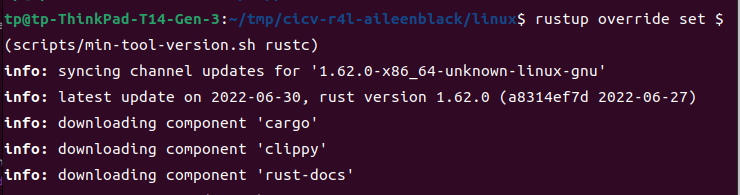 tp@tp-ThinkPad-T14-Gen-3:~/tmp/cicv-r4l-aileenblack/linux$ rustup override set $
(scripts/min-tool-version.sh rustc)
info: syncing channel updates for '1.62.0-x86_64-unknown-linux-gnu'
info: latest update on 2022-06-30, rust version 1.62.0 (a8314ef7d 2022-06-27)
info: downloading component 'cargo'
info: downloading component 'clippy'
info: downloading component 'rust-docs'